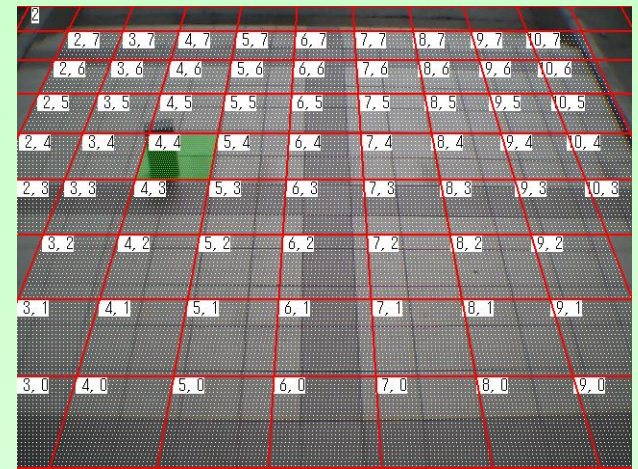 2
2,7 3,7 4,7 5,7 6,7 7,7 8,7 9,7 10,7
2,6 3,6 4,6 5,6 6,6 7,6 8,6 9,6 10,6
2,5 3,5 4,5 5,5 6,5 7,5 8,5 9,5 10,5
2,4 3,4 4,4 5,4 6,4 7,4 8,4 9,4 10,4
2,3 3,3 4,3 5,3 6,3 7,3 8,3 9,3 10,3
3,2 4,2 5,2 6,2 7,2 8,2 9,2
3,1 4,1 5,1 6,1 7,1 8,1 9,1
3,0 4,0 5,0 6,0 7,0 8,0 9,0